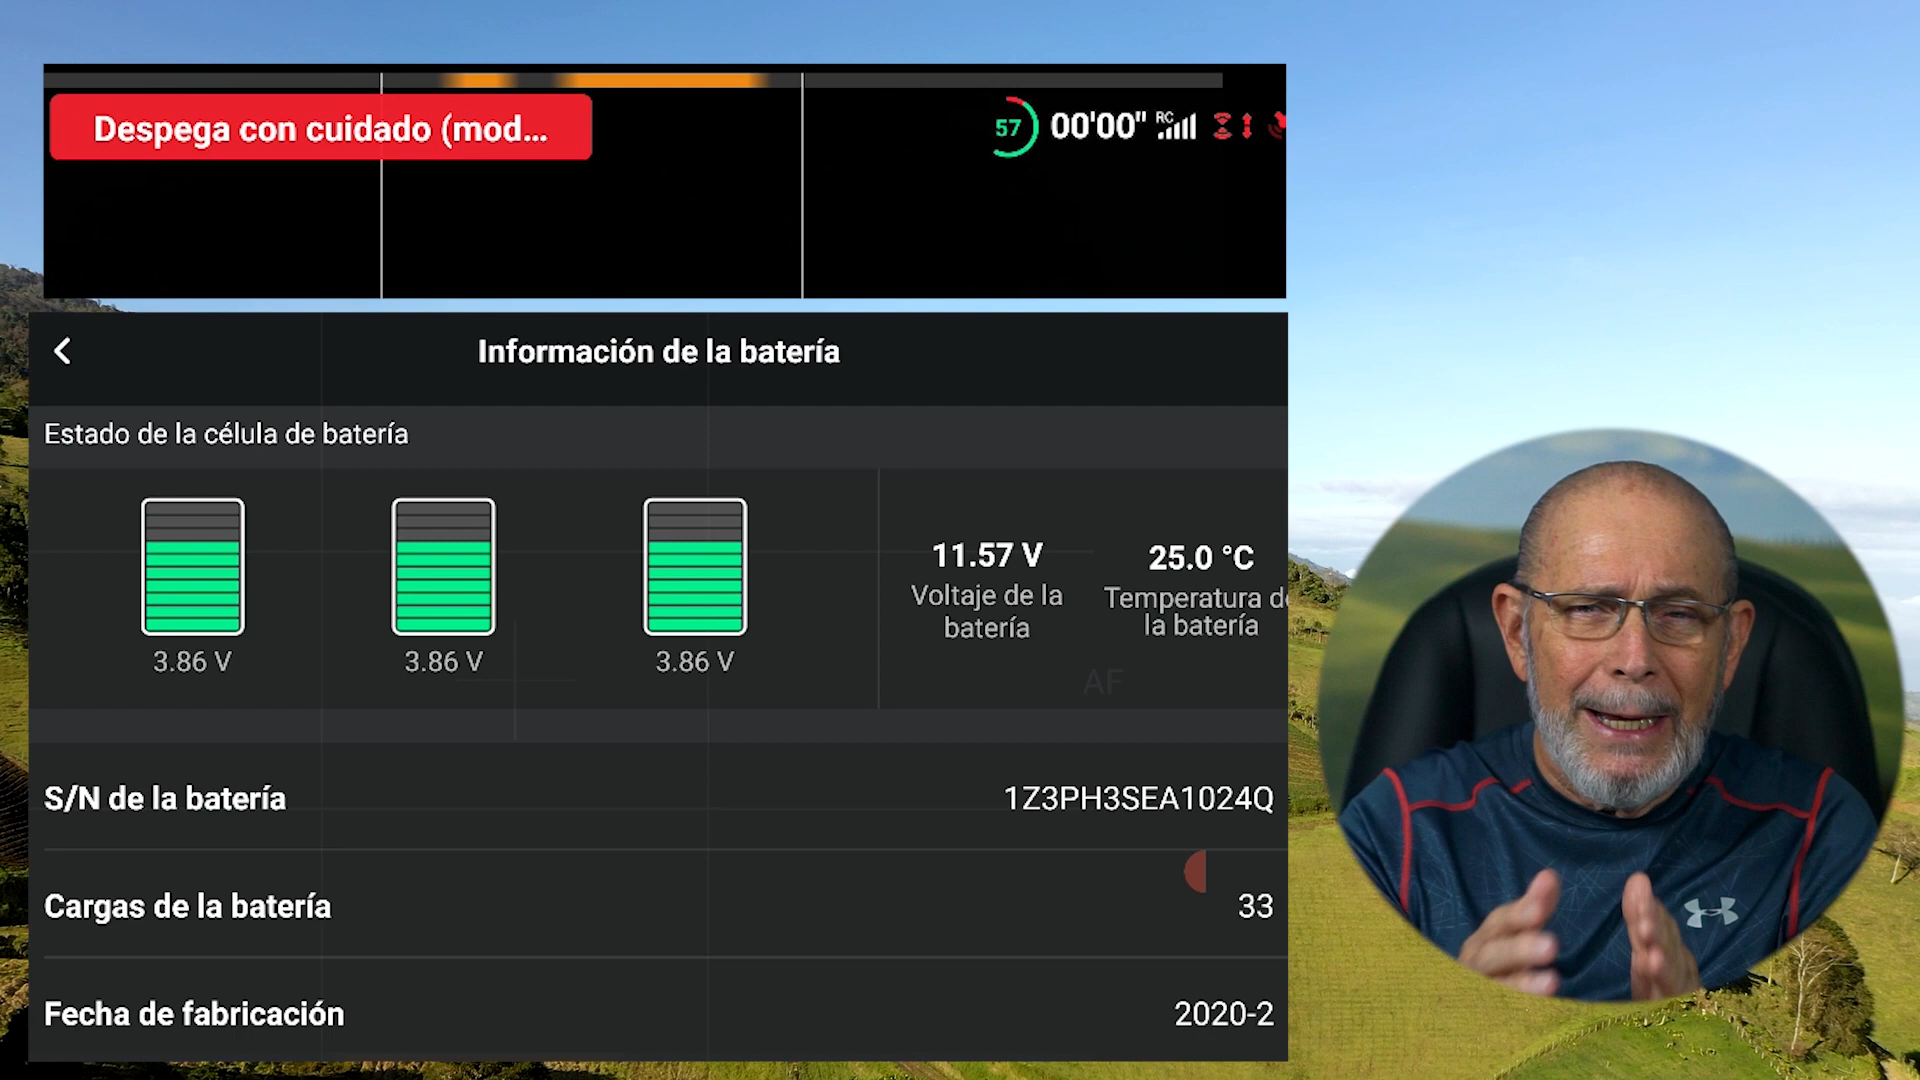 Despega con cuidado (mod...
57 00'00" RC
Información de la batería
Estado de la célula de batería
3.86 V 3.86 V 3.86 V
11.57 V
Voltaje de la
batería
25.0 °C
Temperatura de
la batería
AF
S/N de la batería 1Z3PH3SEA1024Q
Cargas de la batería 33
Fecha de fabricación 2020-2